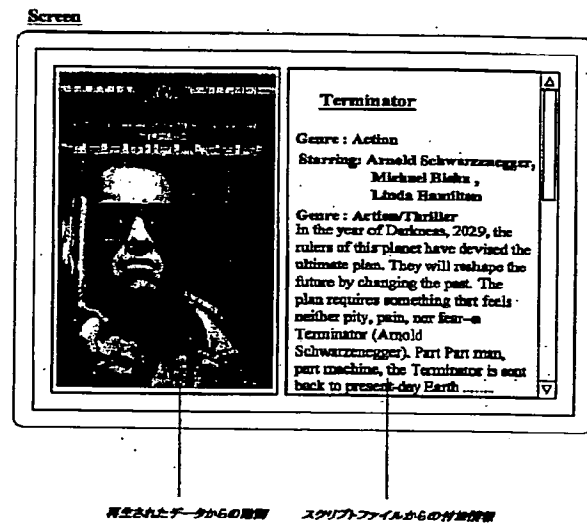 Screen
Terminator
Genre : Action
Starring: Arnold Schwarzenegger,
Michael Biehn ,
Linda Hamilton
Genre : Action/Thriller
In the year of Darkness, 2029, the
rulers of this planet have devised the
ultimate plan. They will reshape the
future by changing the past. The
plan requires something that feels
neither pity, pain, nor fear–a
Terminator (Arnold
Schwarzenegger). Part Part man,
part machine, the Terminator is sent
back to present-day Earth .......
再生されたデータからの動画
スクリプトファイルからの付加情報